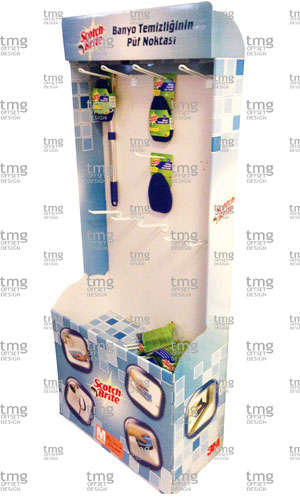 Scotch
Brite
Banyo Temizliğinin
Püf Noktası
Scotch
Brite
M
3M
tmg
OFFSET
DESIGN